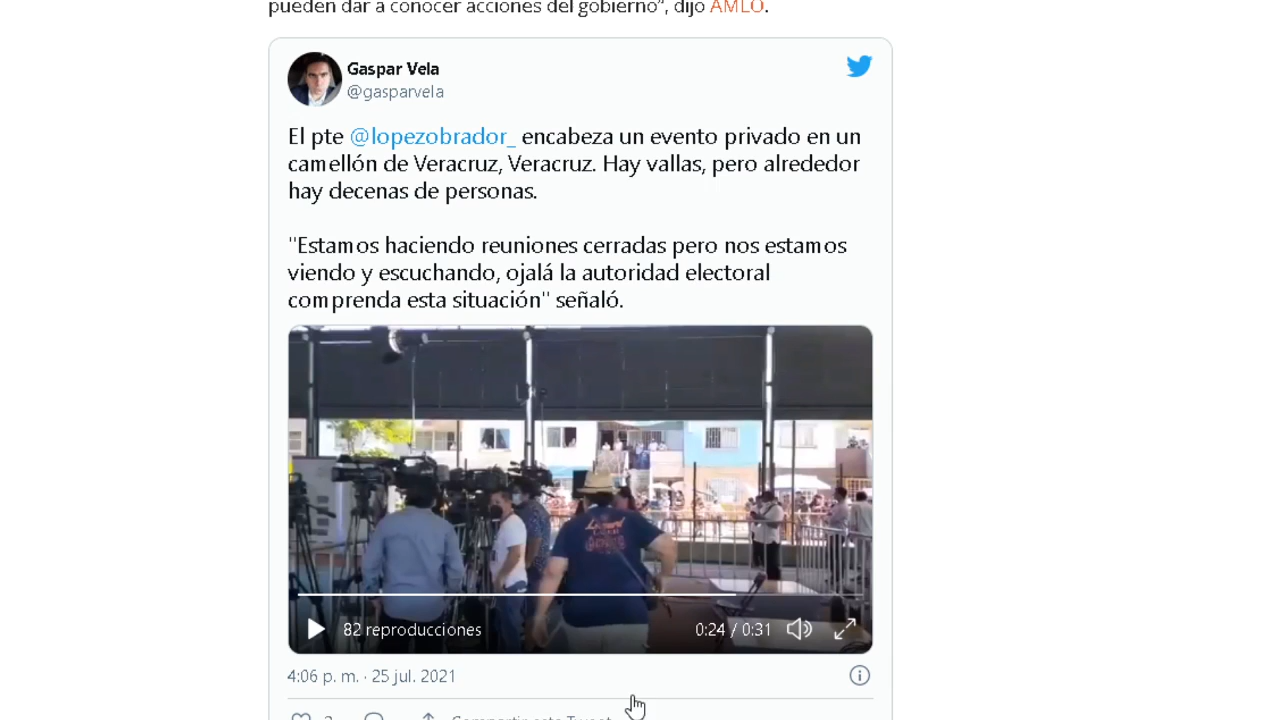 pueden dar a conocer acciones del gobierno", dijo AMLO.
Gaspar Vela
@gasparvela
El pte @lopezobrador_ encabeza un evento privado en un
camellón de Veracruz, Veracruz. Hay vallas, pero alrededor
hay decenas de personas.
"Estamos haciendo reuniones cerradas pero nos estamos
viendo y escuchando, ojalá la autoridad electoral
comprenda esta situación" señaló.
82 reproducciones
0:24 / 0:31
4:06 p. m. · 25 jul. 2021
Compartir este Tweet